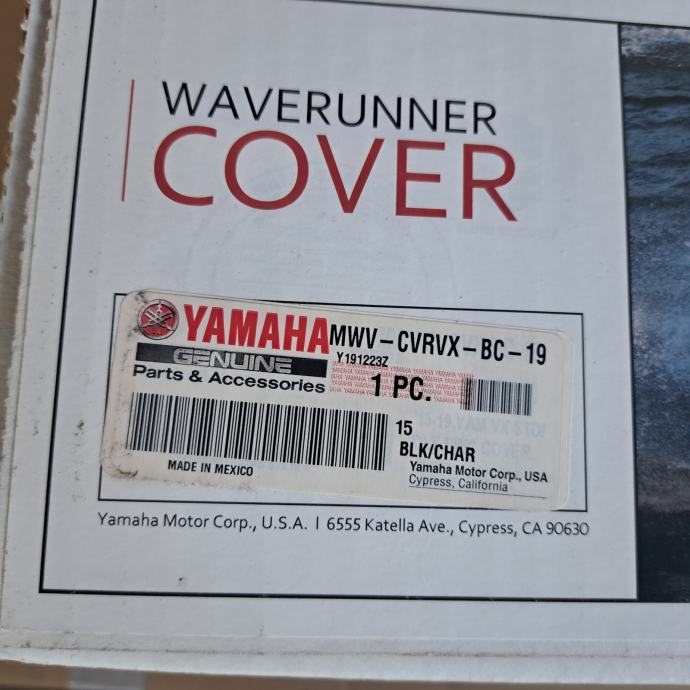 WAVERUNNER
COVER
YAMAHA MWV-CVRVX-BC-19
GENUINE Y191223Z
Parts & Accessories 1 PC.
15
BLK/CHAR
MADE IN MEXICO Yamaha Motor Corp., USA
Cypress, California
Yamaha Motor Corp., U.S.A. | 6555 Katella Ave., Cypress, CA 90630